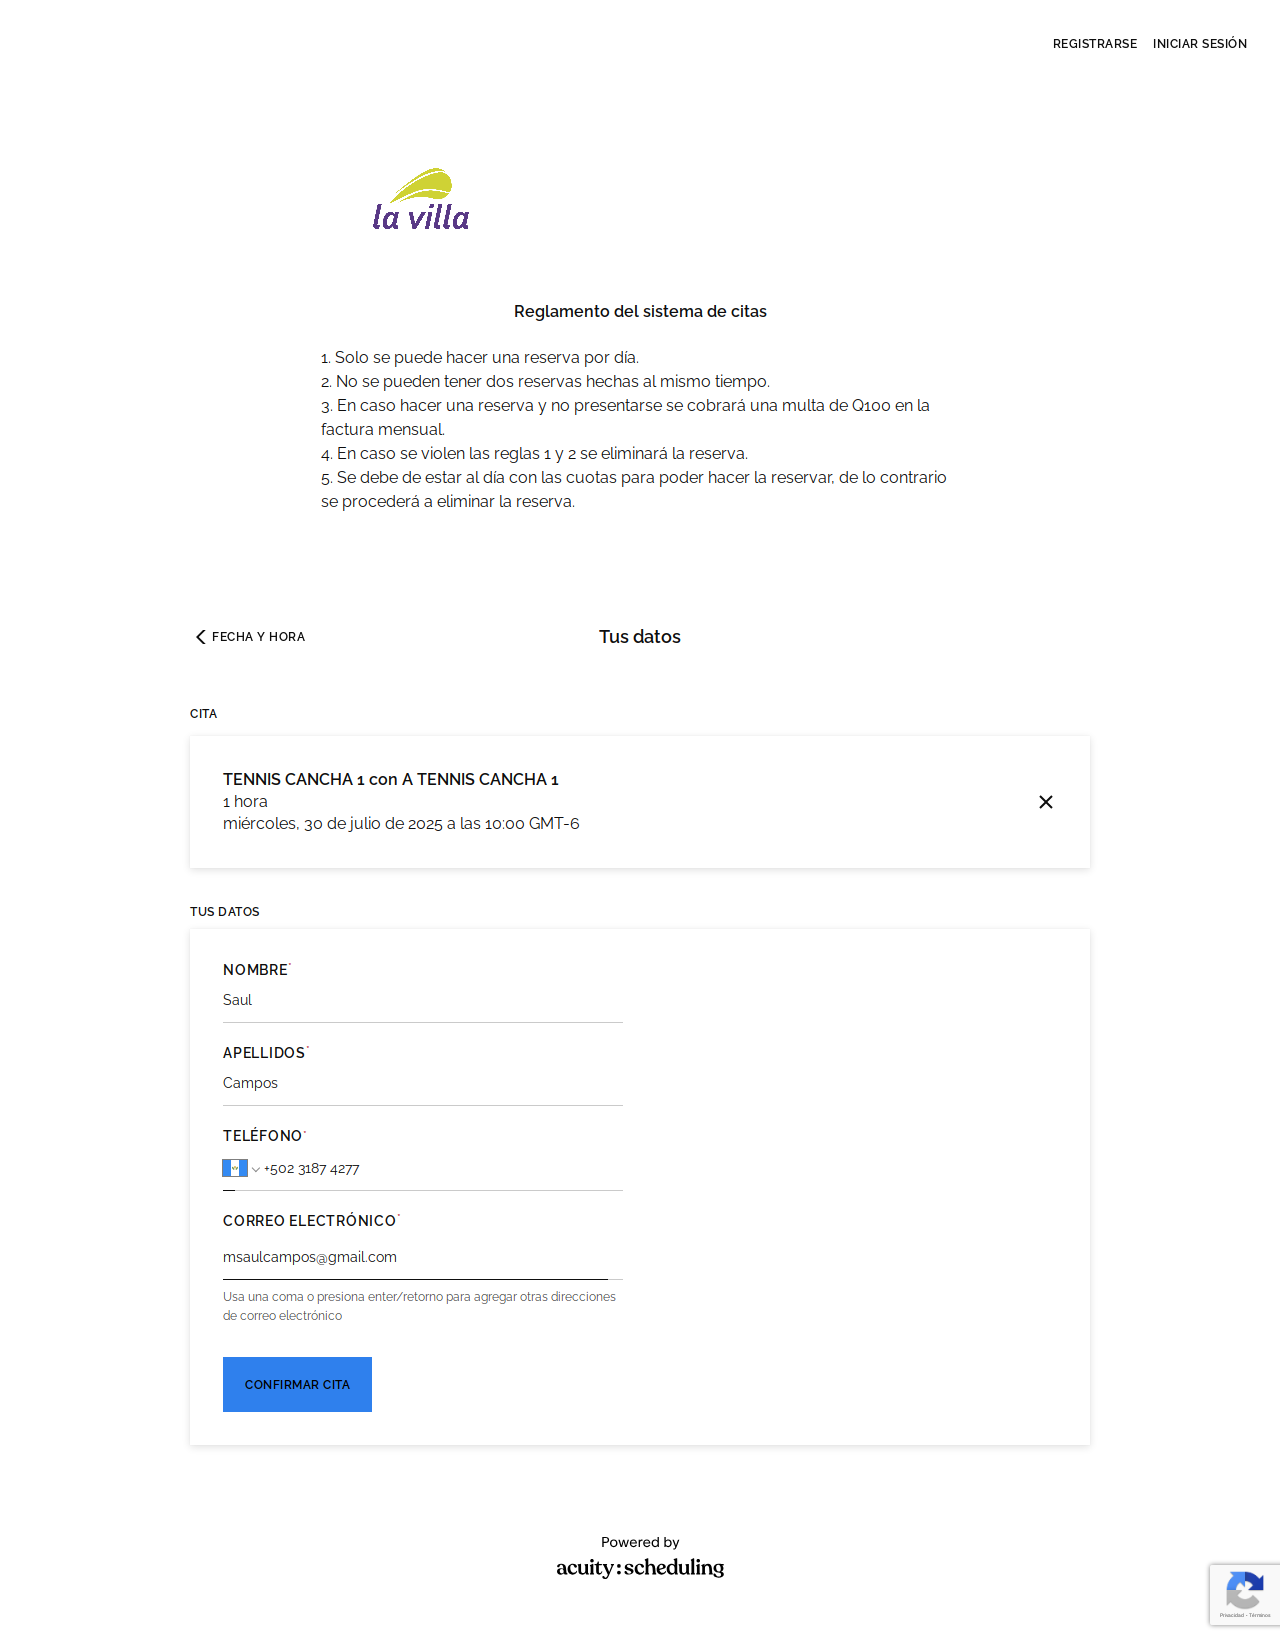 REGISTRARSE INICIAR SESIÓN
la villa
Reglamento del sistema de citas
1. Solo se puede hacer una reserva por día.
2. No se pueden tener dos reservas hechas al mismo tiempo.
3. En caso hacer una reserva y no presentarse se cobrará una multa de Q100 en la
factura mensual.
4. En caso se violen las reglas 1 y 2 se eliminará la reserva.
5. Se debe de estar al día con las cuotas para poder hacer la reservar, de lo contrario
se procederá a eliminar la reserva.
FECHA Y HORA
Tus datos
CITA
TENNIS CANCHA 1 con A TENNIS CANCHA 1
1 hora
miércoles, 30 de julio de 2025 a las 10:00 GMT-6
TUS DATOS
NOMBRE*
Saul
APELLIDOS*
Campos
TELÉFONO*
+502 3187 4277
CORREO ELECTRÓNICO*
msaulcampos@gmail.com
Usa una coma o presiona enter/retorno para agregar otras direcciones
de correo electrónico
CONFIRMAR CITA
Powered by
acuity:scheduling
Privacidad - Términos